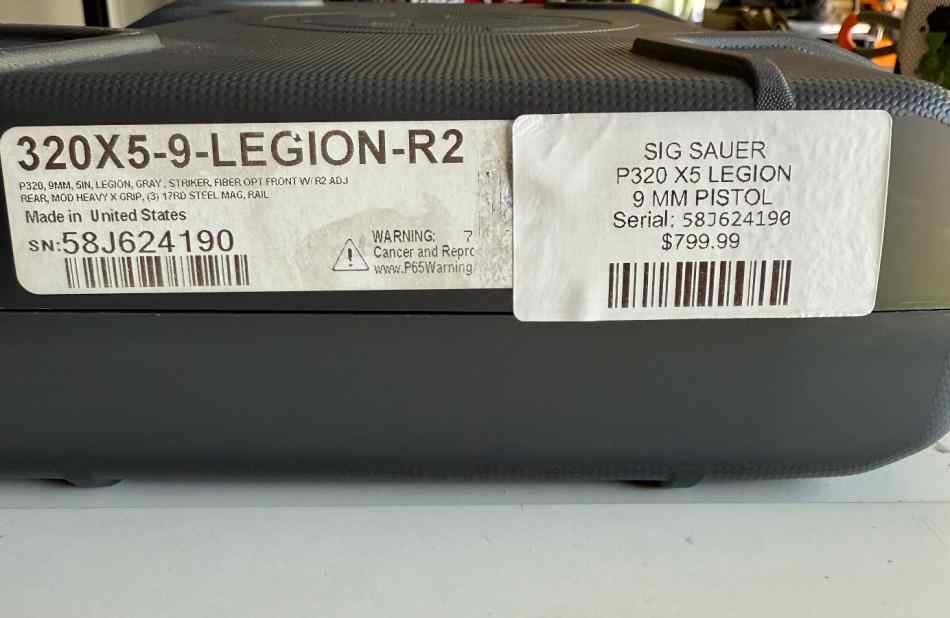 320X5-9-LEGION-R2
P320, 9MM, 5IN, LEGION, GRAY, STRIKER, FIBER OPT FRONT W/ R2 ADJ
REAR, MOD HEAVY X GRIP, (3) 17RD STEEL MAG, RAIL
Made in United States
SN:58J624190
WARNING: 7
Cancer and Repro
www.P65Warning
SIG SAUER
P320 X5 LEGION
9 MM PISTOL
Serial: 58J624190
$799.99